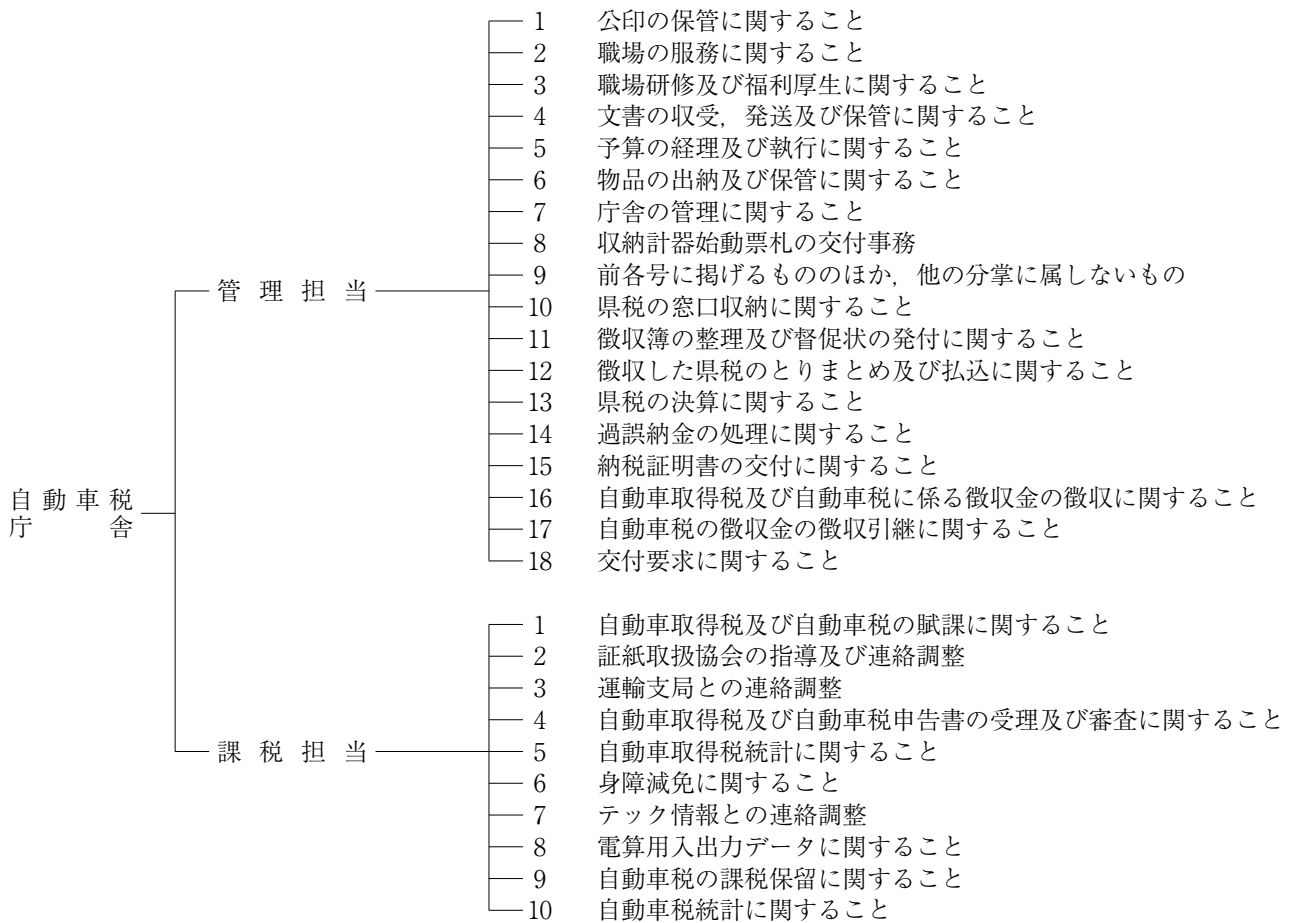 自動車税
庁舎
管理担当
1 公印の保管に関すること
2 職場の服務に関すること
3 職場研修及び福利厚生に関すること
4 文書の収受，発送及び保管に関すること
5 予算の経理及び執行に関すること
6 物品の出納及び保管に関すること
7 庁舎の管理に関すること
8 収納計器始動票札の交付事務
9 前各号に掲げるもののほか，他の分掌に属しないもの
10 県税の窓口収納に関すること
11 徴収簿の整理及び督促状の発付に関すること
12 徴収した県税のとりまとめ及び払込に関すること
13 県税の決算に関すること
14 過誤納金の処理に関すること
15 納税証明書の交付に関すること
16 自動車取得税及び自動車税に係る徴収金の徴収に関すること
17 自動車税の徴収金の徴収引継に関すること
18 交付要求に関すること
課税担当
1 自動車取得税及び自動車税の賦課に関すること
2 証紙取扱協会の指導及び連絡調整
3 運輸支局との連絡調整
4 自動車取得税及び自動車税申告書の受理及び審査に関すること
5 自動車取得税統計に関すること
6 身障減免に関すること
7 テック情報との連絡調整
8 電算用入出力データに関すること
9 自動車税の課税保留に関すること
10 自動車税統計に関すること